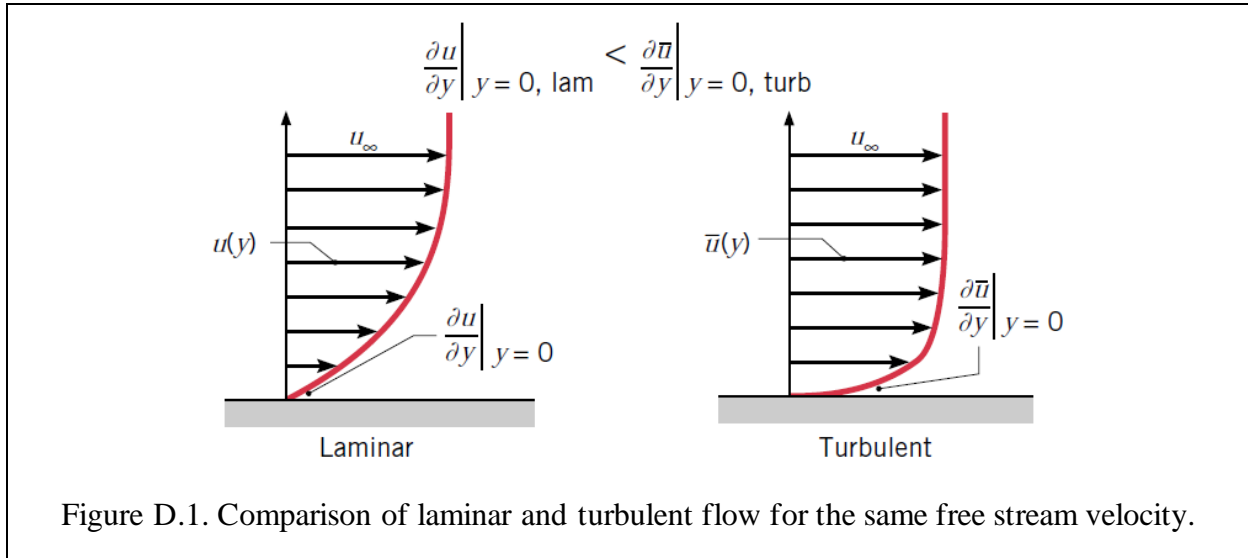 ∂u/∂y|y = 0, lam < ∂u̅/∂y|y = 0, turb
u∞
u∞
u(y)
u̅(y)
∂u/∂y|y = 0
∂u̅/∂y|y = 0
Laminar
Turbulent
Figure D.1. Comparison of laminar and turbulent flow for the same free stream velocity.